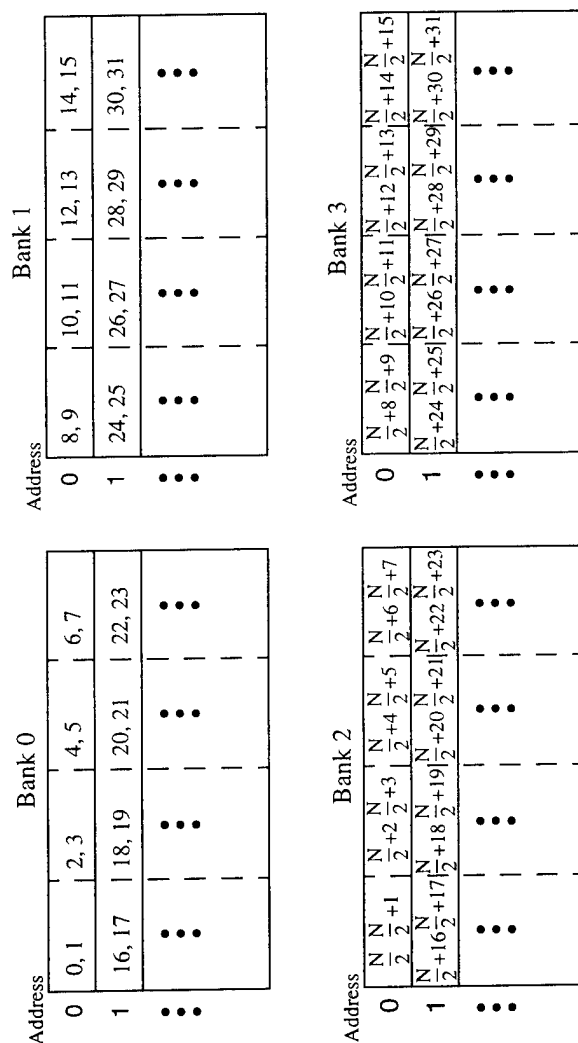 Bank 0
Address
0 0, 1 2, 3 4, 5 6, 7
1 16, 17 18, 19 20, 21 22, 23
Bank 1
Address
0 8, 9 10, 11 12, 13 14, 15
1 24, 25 26, 27 28, 29 30, 31
Bank 2
Address
0 N/2 N/2+1 N/2+2 N/2+3 N/2+4 N/2+5 N/2+6 N/2+7
1 N/2+16 N/2+17 N/2+18 N/2+19 N/2+20 N/2+21 N/2+22 N/2+23
Bank 3
Address
0 N/2+8 N/2+9 N/2+10 N/2+11 N/2+12 N/2+13 N/2+14 N/2+15
1 N/2+24 N/2+25 N/2+26 N/2+27 N/2+28 N/2+29 N/2+30 N/2+31